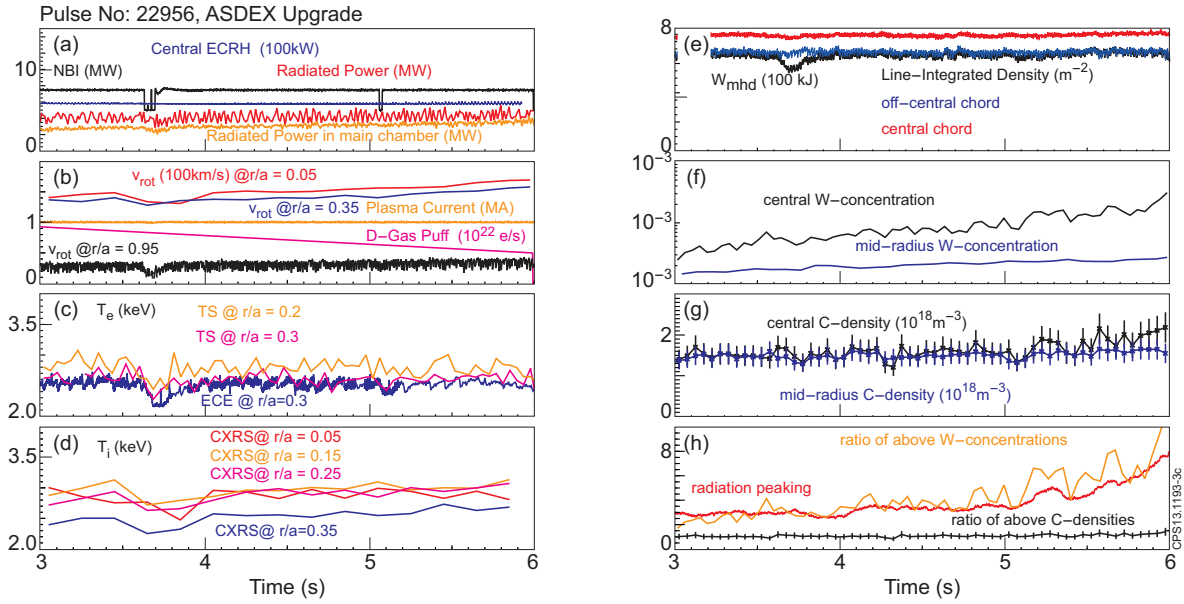 Pulse No: 22956, ASDEX Upgrade
(a)
Central ECRH (100kW)
10
NBI (MW)
Radiated Power (MW)
Radiated Power in main chamber (MW)
0
(b)
v_rot (100km/s) @r/a = 0.05
v_rot @r/a = 0.35
Plasma Current (MA)
1
D-Gas Puff (10^22 e/s)
v_rot @r/a = 0.95
0
(c)
T_e (keV)
TS @ r/a = 0.2
3.5
TS @ r/a = 0.3
ECE @ r/a=0.3
2.0
(d)
T_i (keV)
CXRS@ r/a = 0.05
3.5
CXRS@ r/a = 0.15
CXRS@ r/a = 0.25
CXRS@ r/a=0.35
2.0
3 4 5 6
Time (s)
8
(e)
W_mhd (100 kJ)
Line-Integrated Density (m^-2)
4
off-central chord
central chord
0
10^-3
(f)
central W-concentration
10^-3
mid-radius W-concentration
10^-3
(g)
central C-density (10^18m^-3)
2
mid-radius C-density (10^18m^-3)
0
(h)
ratio of above W-concentrations
8
radiation peaking
4
ratio of above C-densities
0
3 4 5 6
Time (s)
CPS13.1193-3c